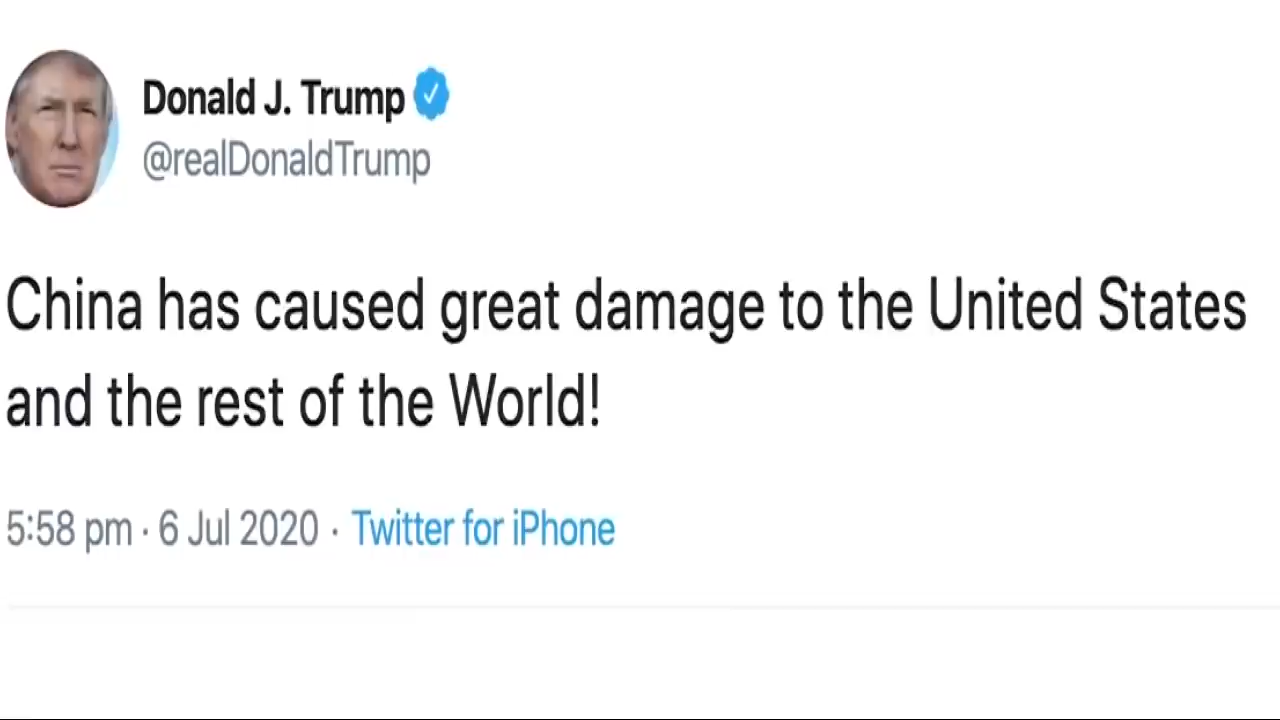 Donald J. Trump
@realDonaldTrump
China has caused great damage to the United States
and the rest of the World!
5:58 pm · 6 Jul 2020 · Twitter for iPhone